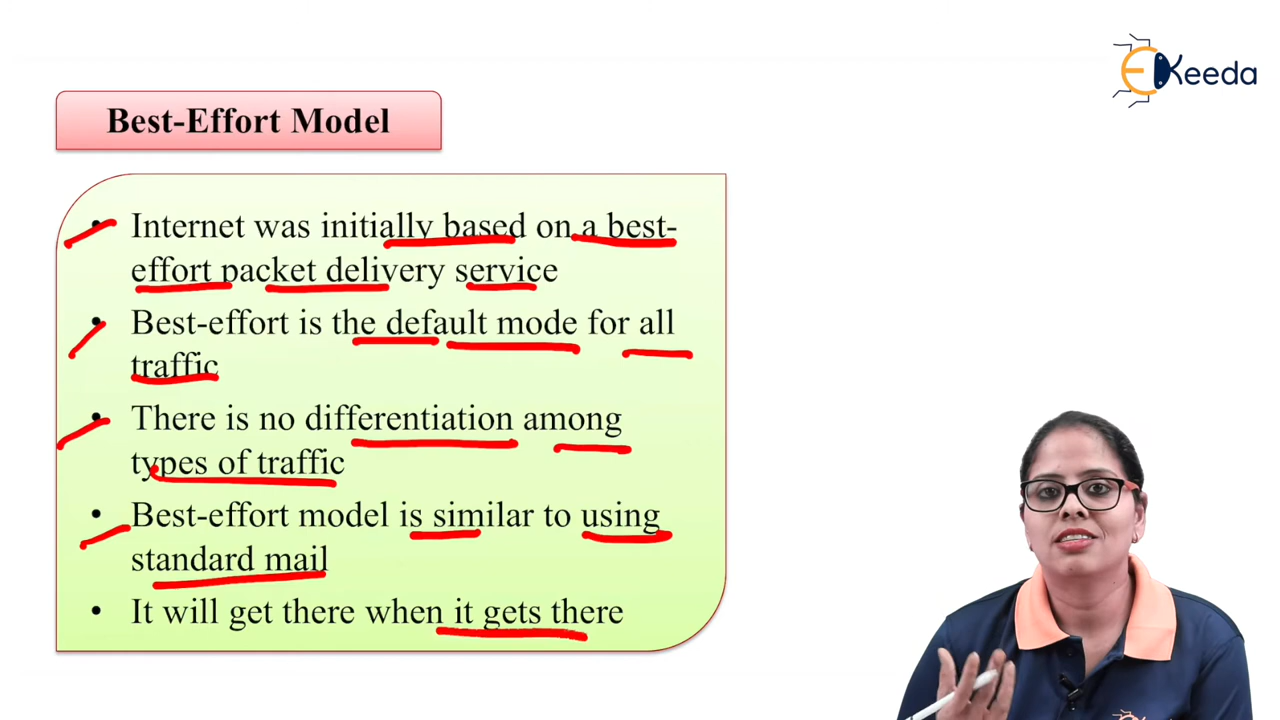 EKeeda
Best-Effort Model
• Internet was initially based on a best-
effort packet delivery service
• Best-effort is the default mode for all
traffic
• There is no differentiation among
types of traffic
• Best-effort model is similar to using
standard mail
• It will get there when it gets there